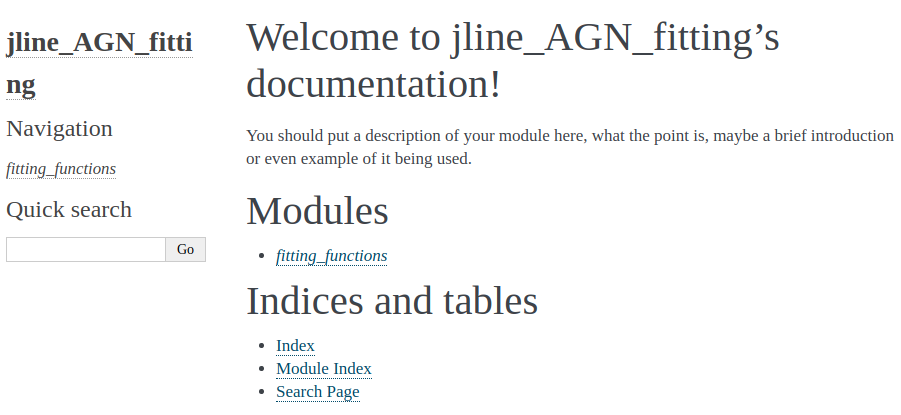 jline_AGN_fitti
ng
Navigation
fitting_functions
Quick search
Go
Welcome to jline_AGN_fitting’s
documentation!
You should put a description of your module here, what the point is, maybe a brief introduction
or even example of it being used.
Modules
fitting_functions
Indices and tables
Index
Module Index
Search Page